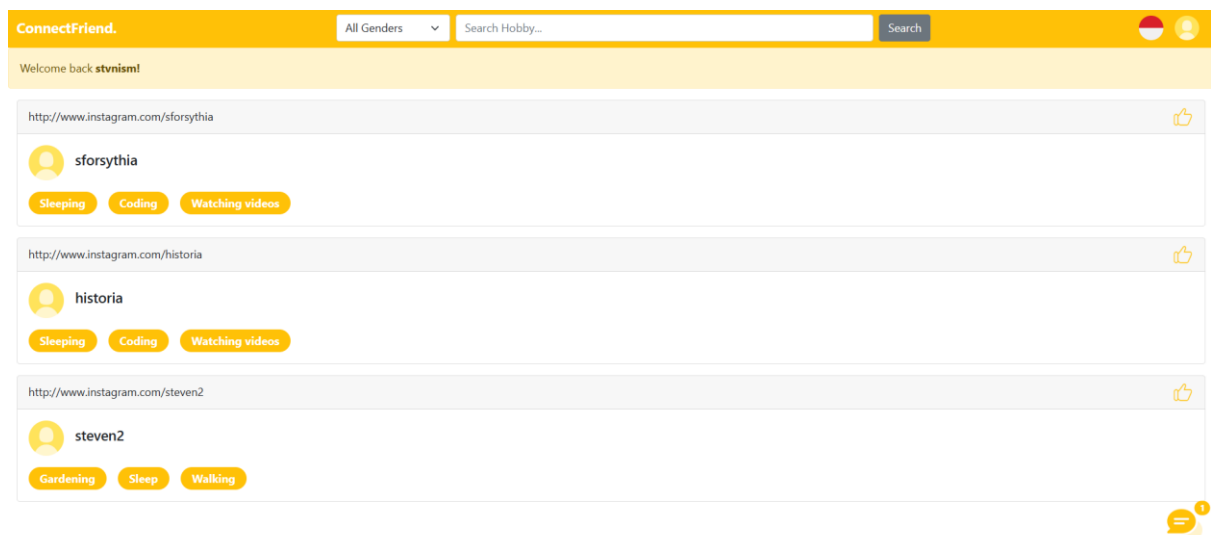 ConnectFriend. All Genders Search Hobby... Search
Welcome back stvnism!
http://www.instagram.com/sforsythia
sforsythia
Sleeping Coding Watching videos
http://www.instagram.com/historia
historia
Sleeping Coding Watching videos
http://www.instagram.com/steven2
steven2
Gardening Sleep Walking
1